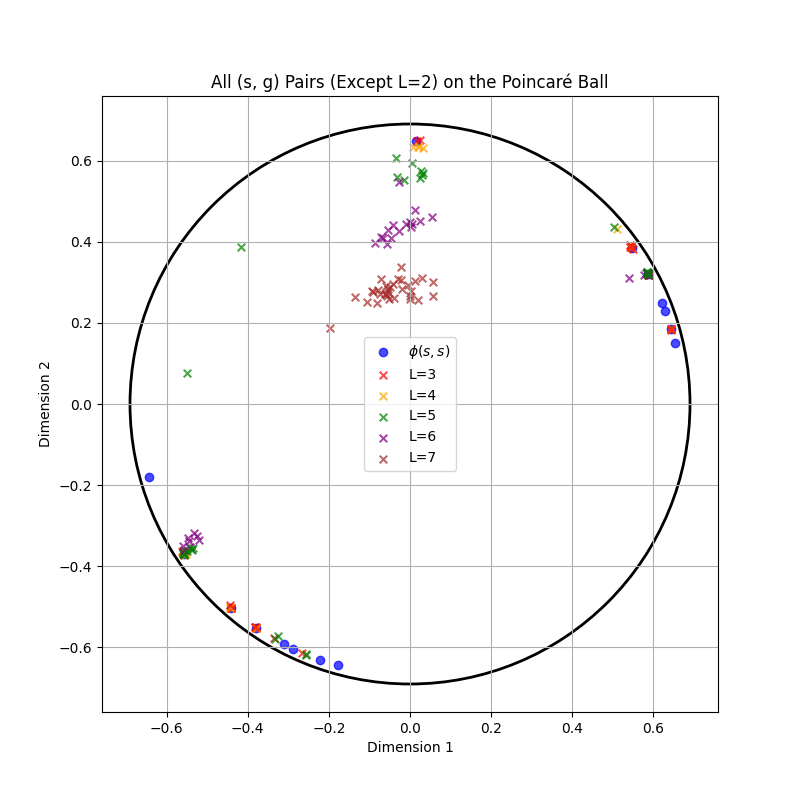 All (s, g) Pairs (Except L=2) on the Poincaré Ball
Dimension 2
0.6
0.4
0.2
0.0
−0.2
−0.4
−0.6
ϕ(s, s)
L=3
L=4
L=5
L=6
L=7
−0.6 −0.4 −0.2 0.0 0.2 0.4 0.6
Dimension 1